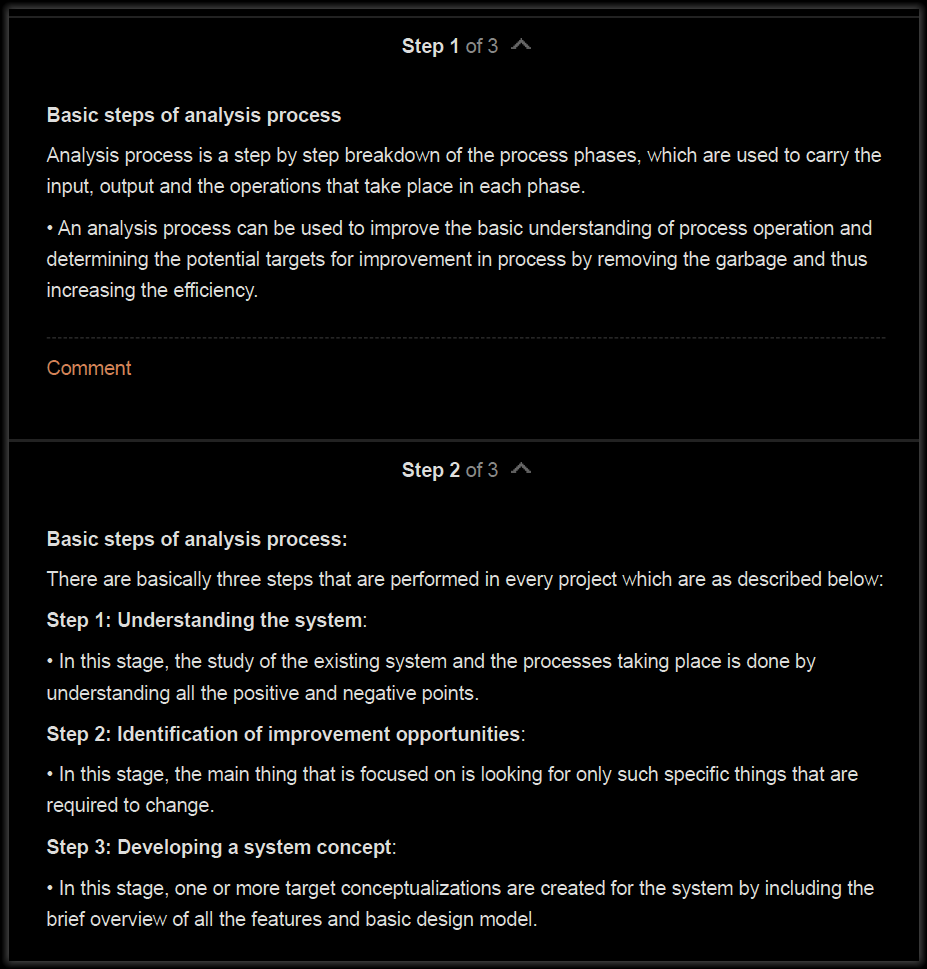 Step 1 of 3
Basic steps of analysis process
Analysis process is a step by step breakdown of the process phases, which are used to carry the
input, output and the operations that take place in each phase.
• An analysis process can be used to improve the basic understanding of process operation and
determining the potential targets for improvement in process by removing the garbage and thus
increasing the efficiency.
Comment
Step 2 of 3
Basic steps of analysis process:
There are basically three steps that are performed in every project which are as described below:
Step 1: Understanding the system:
• In this stage, the study of the existing system and the processes taking place is done by
understanding all the positive and negative points.
Step 2: Identification of improvement opportunities:
• In this stage, the main thing that is focused on is looking for only such specific things that are
required to change.
Step 3: Developing a system concept:
• In this stage, one or more target conceptualizations are created for the system by including the
brief overview of all the features and basic design model.